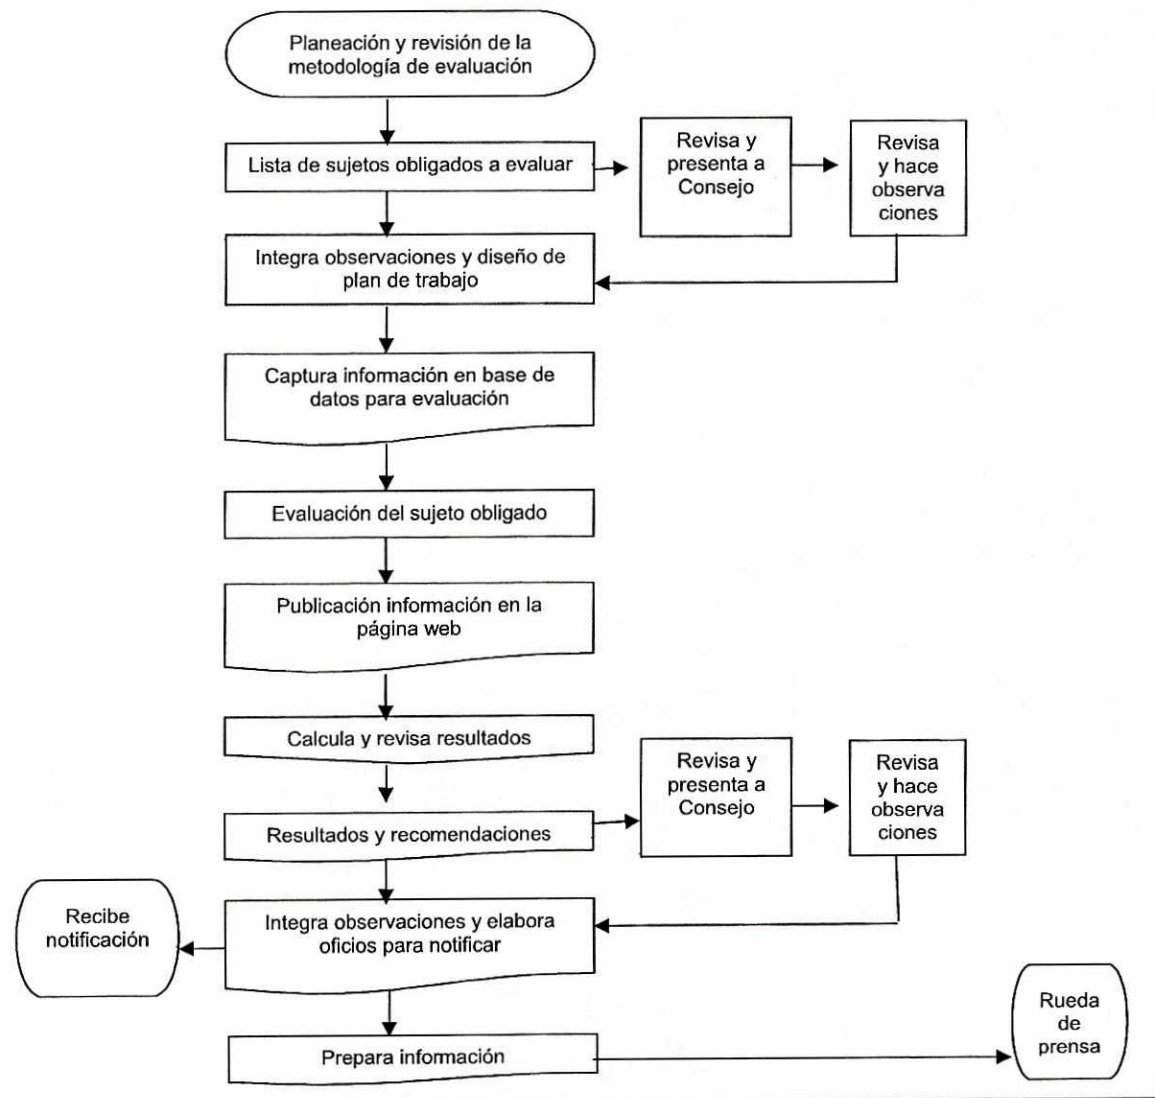 Planeación y revisión de la
metodología de evaluación
Lista de sujetos obligados a evaluar
Revisa y
presenta a
Consejo
Revisa
y hace
observa
ciones
Integra observaciones y diseño de
plan de trabajo
Captura información en base de
datos para evaluación
Evaluación del sujeto obligado
Publicación información en la
página web
Calcula y revisa resultados
Resultados y recomendaciones
Revisa y
presenta a
Consejo
Revisa
y hace
observa
ciones
Integra observaciones y elabora
oficios para notificar
Recibe
notificación
Prepara información
Rueda
de
prensa